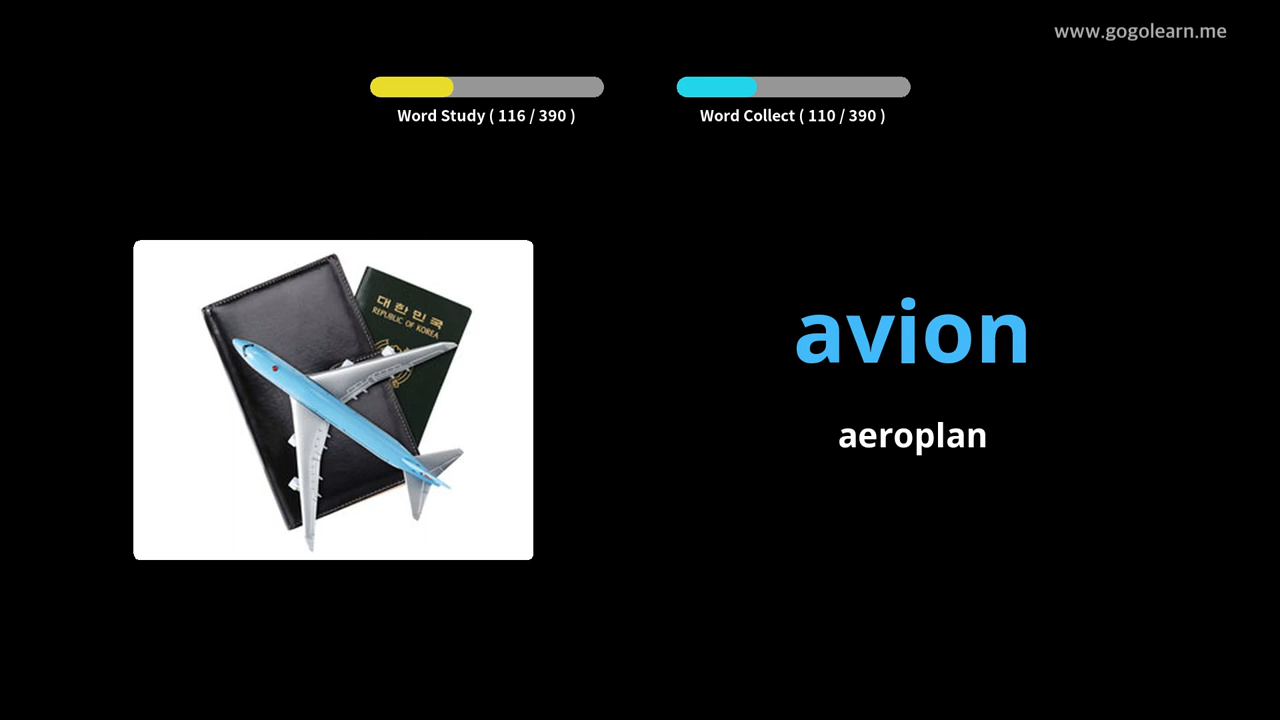 www.gogolearn.me
Word Study ( 116 / 390 )
Word Collect ( 110 / 390 )
대한민국
REPUBLIC OF KOREA
avion
aeroplan